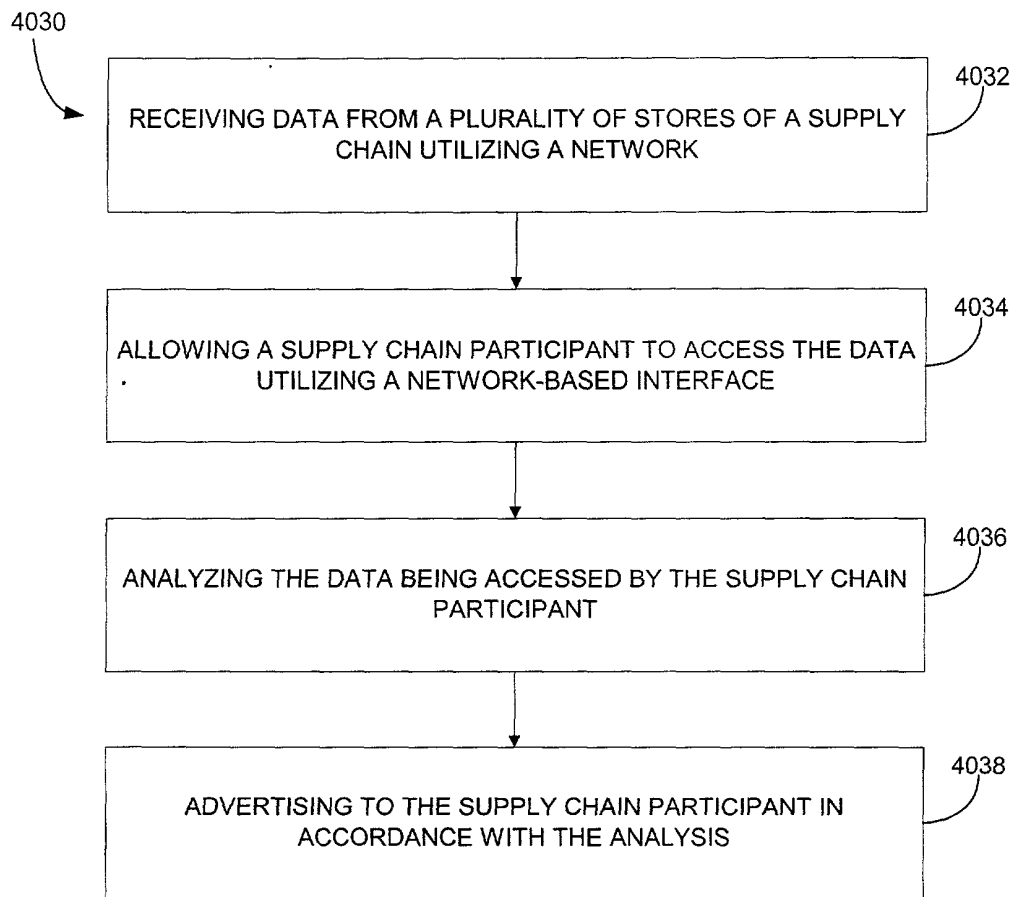 4030
4032
RECEIVING DATA FROM A PLURALITY OF STORES OF A SUPPLY
CHAIN UTILIZING A NETWORK
4034
ALLOWING A SUPPLY CHAIN PARTICIPANT TO ACCESS THE DATA
UTILIZING A NETWORK-BASED INTERFACE
4036
ANALYZING THE DATA BEING ACCESSED BY THE SUPPLY CHAIN
PARTICIPANT
4038
ADVERTISING TO THE SUPPLY CHAIN PARTICIPANT IN
ACCORDANCE WITH THE ANALYSIS